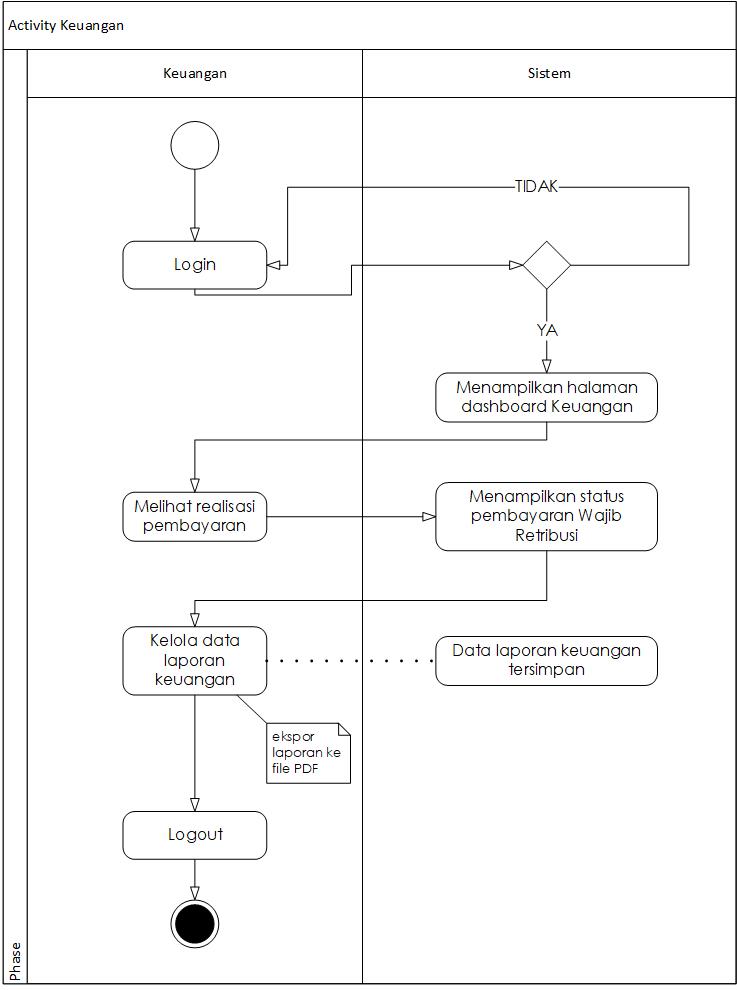 Activity Keuangan
Keuangan
Sistem
TIDAK
Login
YA
Menampilkan halaman
dashboard Keuangan
Melihat realisasi
pembayaran
Menampilkan status
pembayaran Wajib
Retribusi
Kelola data
laporan
keuangan
Data laporan keuangan
tersimpan
ekspor
laporan ke
file PDF
Logout
Phase